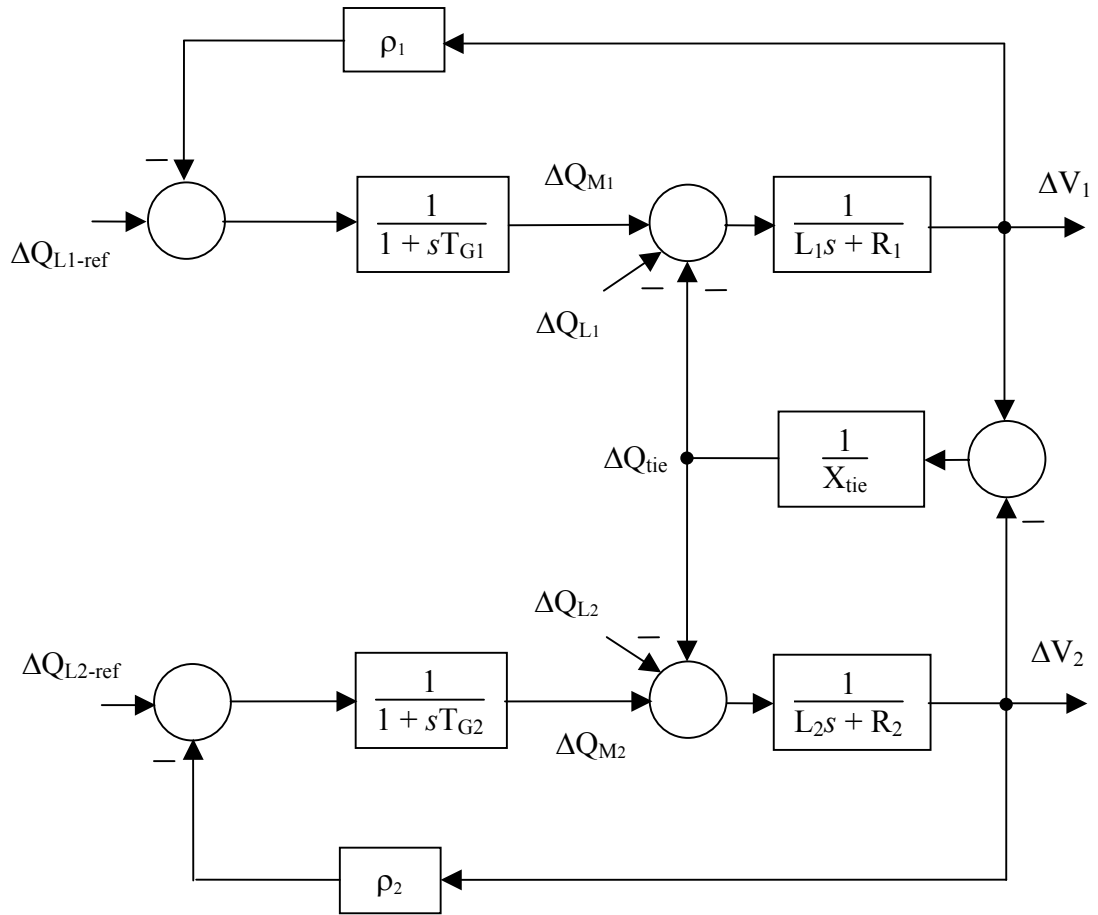 ρ₁
−
ΔQ_L1-ref
1 / (1 + sT_G1)
ΔQ_M1
ΔQ_L1
− −
1 / (L₁s + R₁)
ΔV₁
ΔQ_tie
1 / X_tie
−
ΔQ_L2
−
ΔQ_L2-ref
−
1 / (1 + sT_G2)
ΔQ_M2
1 / (L₂s + R₂)
ΔV₂
ρ₂